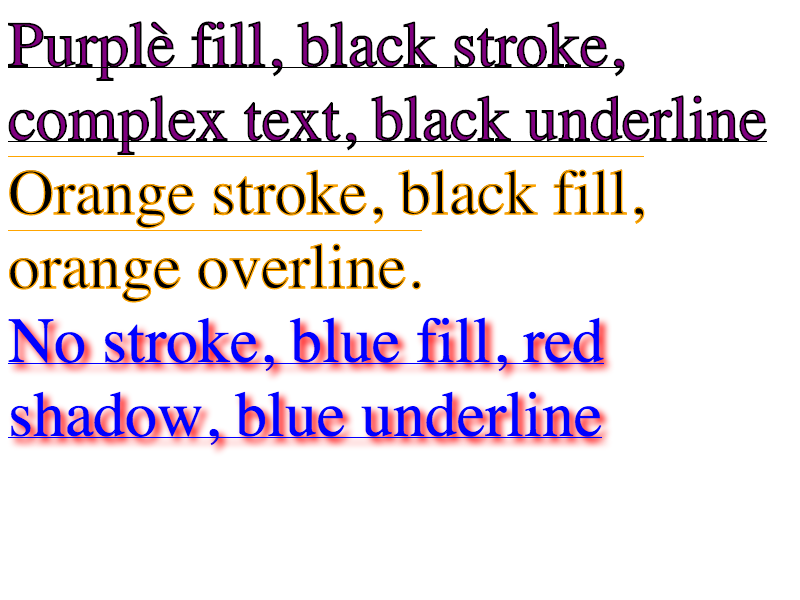 Purplè fill, black stroke,
complex text, black underline
Orange stroke, black fill,
orange overline.
No stroke, blue fill, red
shadow, blue underline